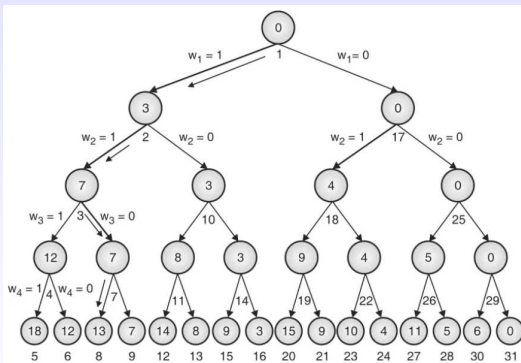 0
w₁ = 1 1 w₁= 0
3 0
w₂ = 1 2 w₂ = 0 w₂ = 1 17 w₂ = 0
7 3 4 0
w₃ = 1 3 w₃ = 0 10 18 25
12 7 8 3 9 4 5 0
w₄ = 1 4 w₄ = 0 7 11 14 19 22 26 29
18 12 13 7 14 8 9 3 15 9 10 4 11 5 6 0
5 6 8 9 12 13 15 16 20 21 23 24 27 28 30 31